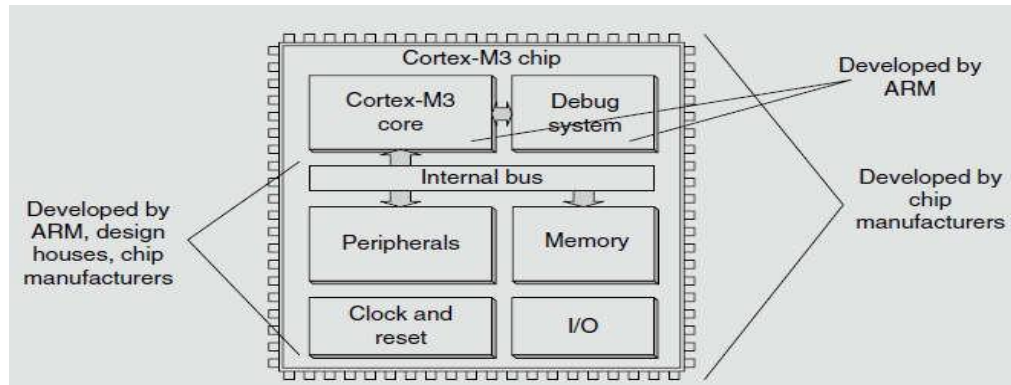 Cortex-M3 chip
Cortex-M3
core
Debug
system
Developed by
ARM
Internal bus
Developed by
ARM, design
houses, chip
manufacturers
Peripherals
Memory
Developed by
chip
manufacturers
Clock and
reset
I/O